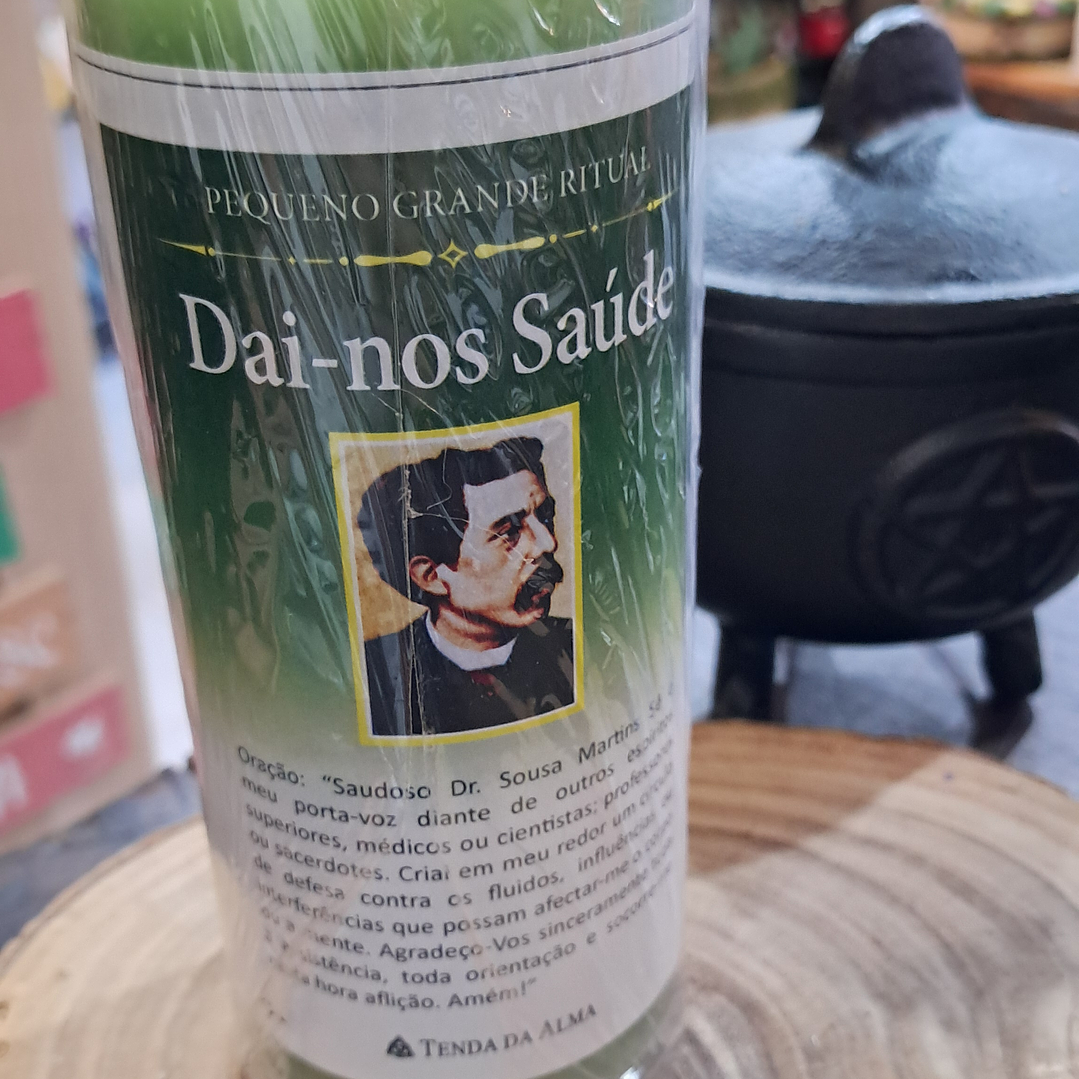 PEQUENO GRANDE RITUAL
Dai-nos Saúde
Oração: "Saudoso Dr. Sousa Martins Sê o
meu porta-voz diante de outros espíritos
superiores, médicos ou cientistas; professores
ou sacerdotes. Criai em meu redor um círculo
de defesa contra os fluidos, influências de
interferências que possam afectar-me o corpo
ou a mente. Agradeço-Vos sinceramente toda
a assistência, toda orientação e socorro
hora aflição. Amém!"
TENDA DA ALMA